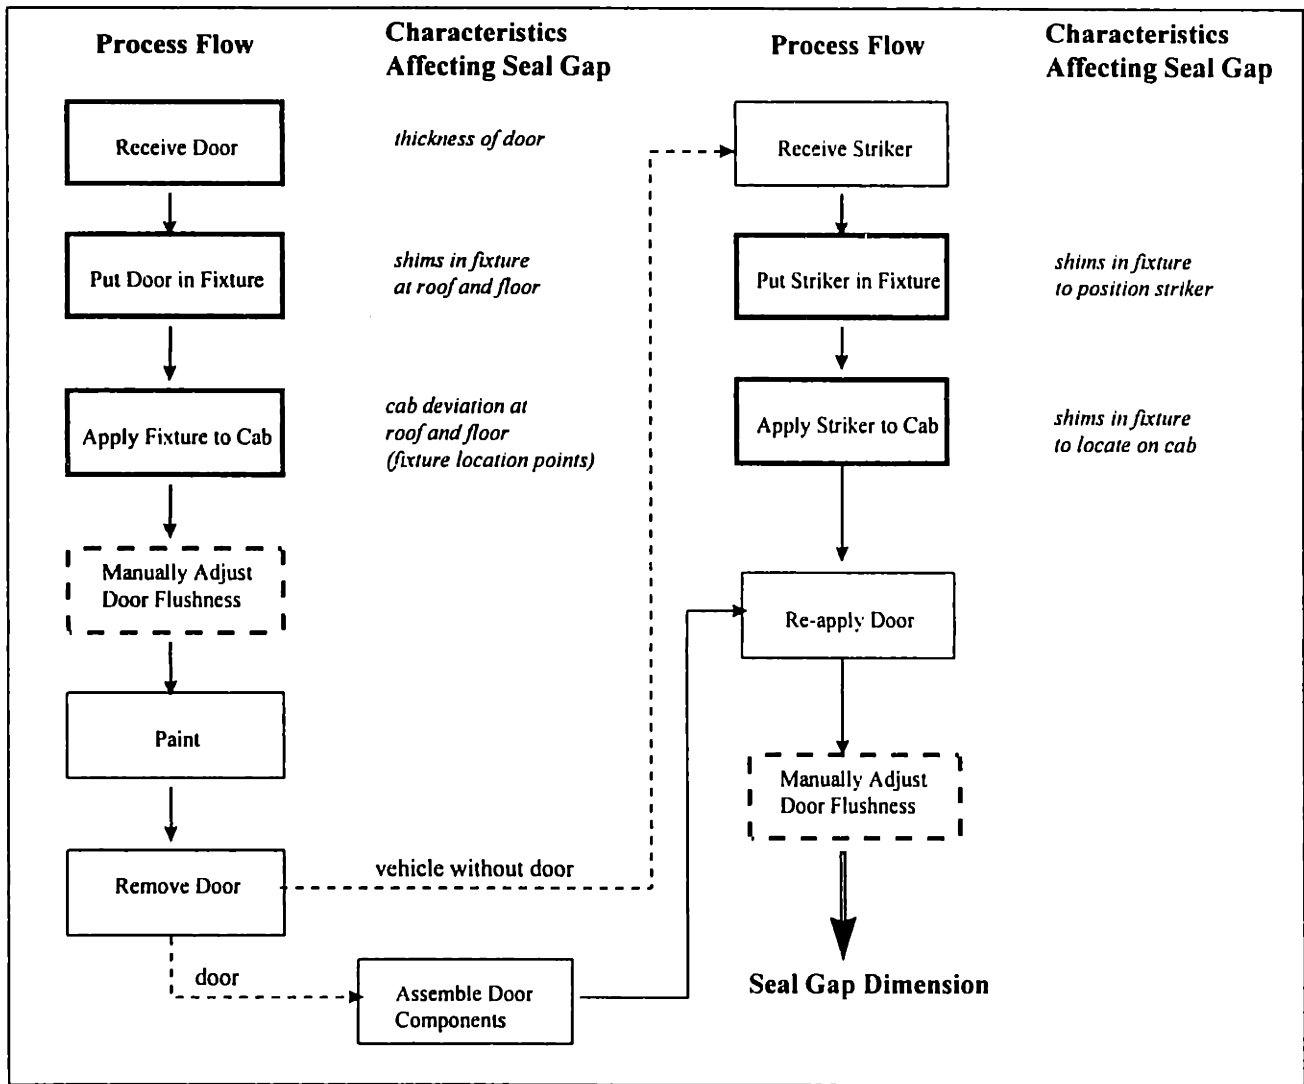 Process Flow
Characteristics
Affecting Seal Gap
Receive Door
thickness of door
Put Door in Fixture
shims in fixture
at roof and floor
Apply Fixture to Cab
cab deviation at
roof and floor
(fixture location points)
Manually Adjust
Door Flushness
Paint
Remove Door
vehicle without door
door
Assemble Door
Components
Process Flow
Characteristics
Affecting Seal Gap
Receive Striker
Put Striker in Fixture
shims in fixture
to position striker
Apply Striker to Cab
shims in fixture
to locate on cab
Re-apply Door
Manually Adjust
Door Flushness
Seal Gap Dimension